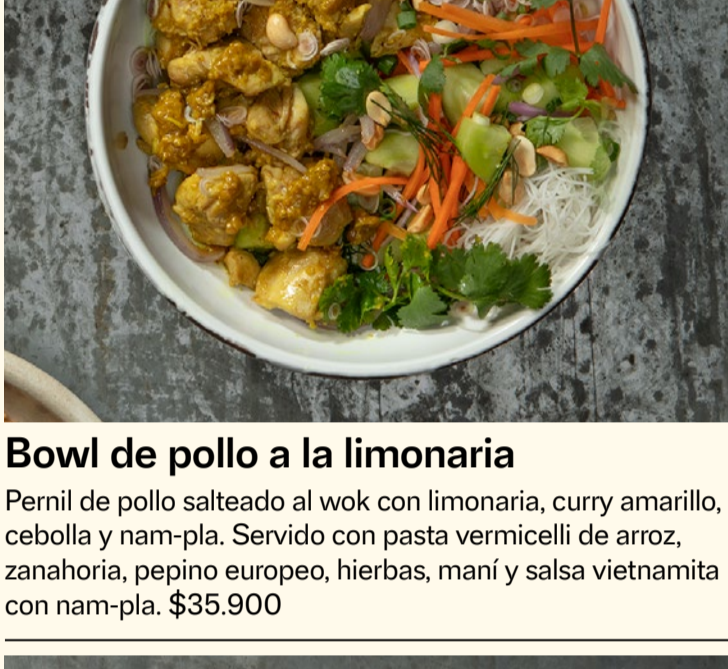 Bowl de pollo a la limonaria
Pernil de pollo salteado al wok con limonaria, curry amarillo,
cebolla y nam-pla. Servido con pasta vermicelli de arroz,
zanahoria, pepino europeo, hierbas, maní y salsa vietnamita
con nam-pla. $35.900